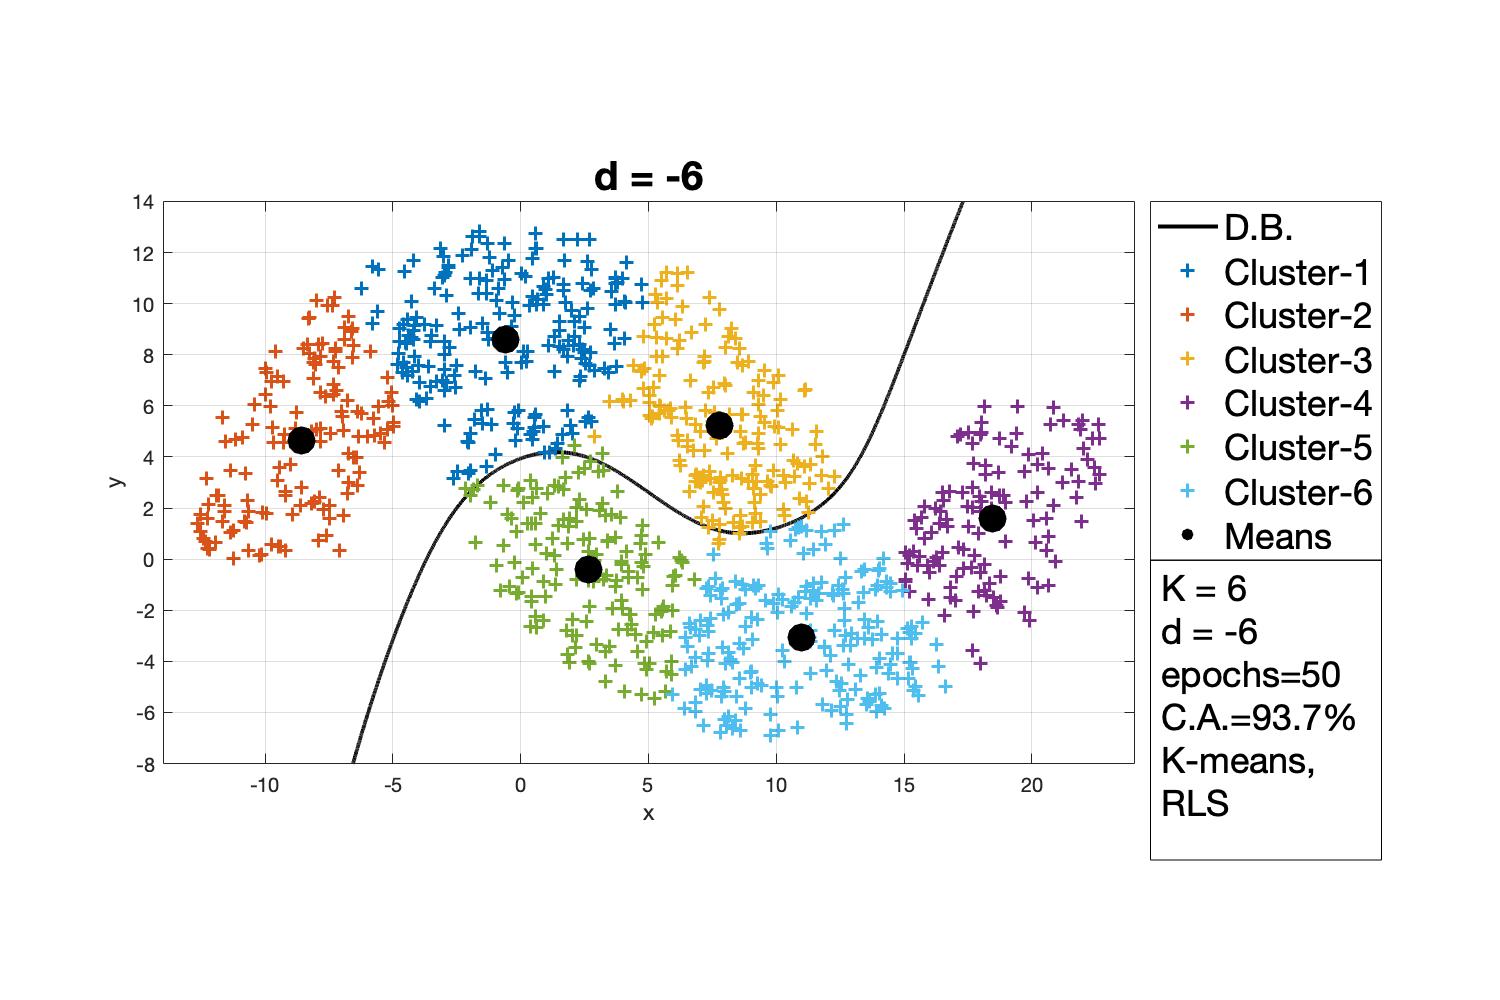 d = -6
14
12
10
8
6
4
2
0
-2
-4
-6
-8
y
-10
-5
0
5
10
15
20
x
D.B.
Cluster-1
Cluster-2
Cluster-3
Cluster-4
Cluster-5
Cluster-6
Means
K = 6
d = -6
epochs=50
C.A.=93.7%
K-means,
RLS